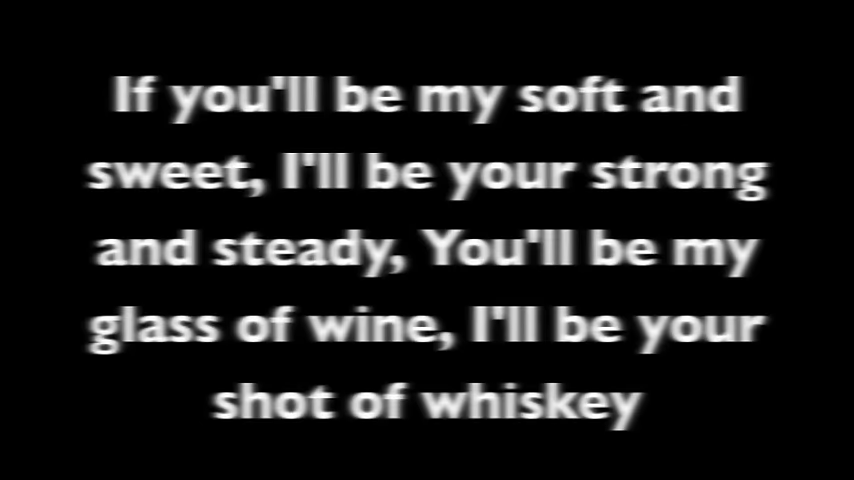 If you'll be my soft and
sweet, I'll be your strong
and steady, You'll be my
glass of wine, I'll be your
shot of whiskey